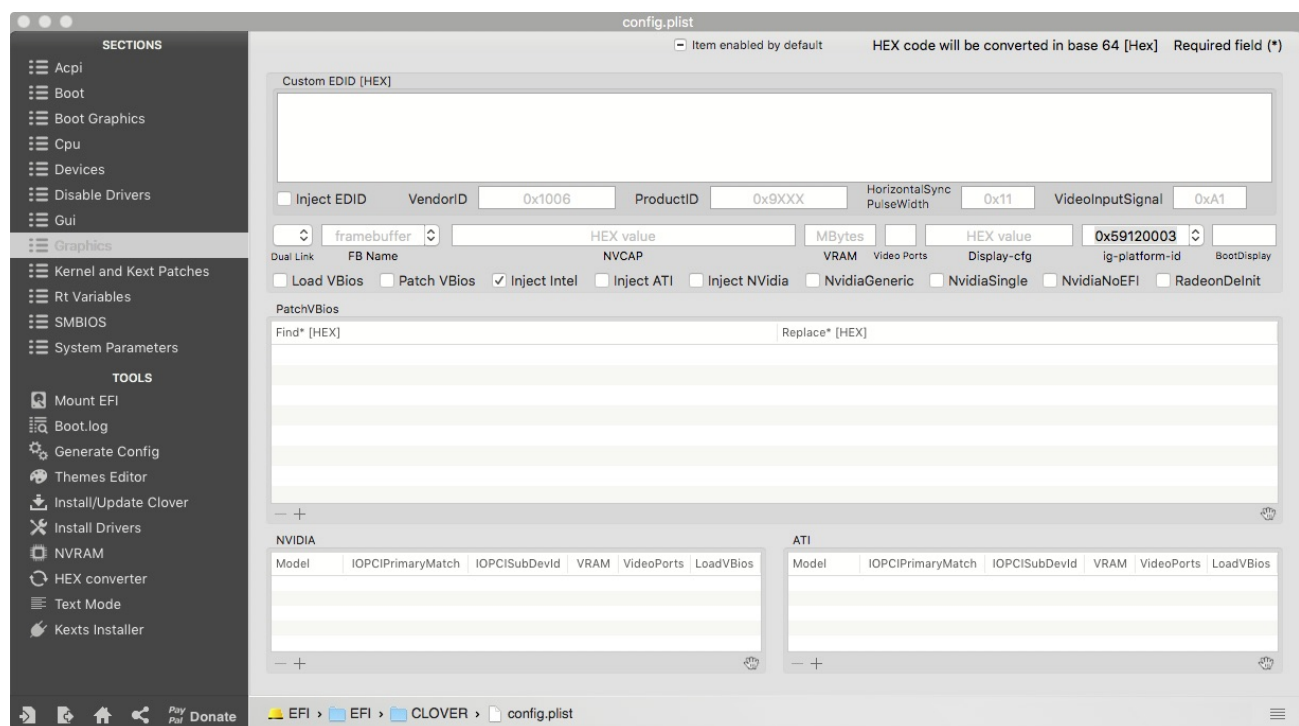 config.plist
SECTIONS
Acpi
Boot
Boot Graphics
Cpu
Devices
Disable Drivers
Gui
Graphics
Kernel and Kext Patches
Rt Variables
SMBIOS
System Parameters
TOOLS
Mount EFI
Boot.log
Generate Config
Themes Editor
Install/Update Clover
Install Drivers
NVRAM
HEX converter
Text Mode
Kexts Installer
Pay Pal Donate
Item enabled by default HEX code will be converted in base 64 [Hex] Required field (*)
Custom EDID [HEX]
Inject EDID VendorID 0x1006 ProductID 0x9XXX HorizontalSync PulseWidth 0x11 VideoInputSignal 0xA1
framebuffer HEX value MBytes HEX value 0x59120003
Dual Link FB Name NVCAP VRAM Video Ports Display-cfg ig-platform-id BootDisplay
Load VBios Patch VBios Inject Intel Inject ATI Inject NVidia NvidiaGeneric NvidiaSingle NvidiaNoEFI RadeonDeInit
PatchVBios
Find* [HEX] Replace* [HEX]
NVIDIA
Model IOPCIPrimaryMatch IOPCISubDevId VRAM VideoPorts LoadVBios
ATI
Model IOPCIPrimaryMatch IOPCISubDevId VRAM VideoPorts LoadVBios
EFI › EFI › CLOVER › config.plist